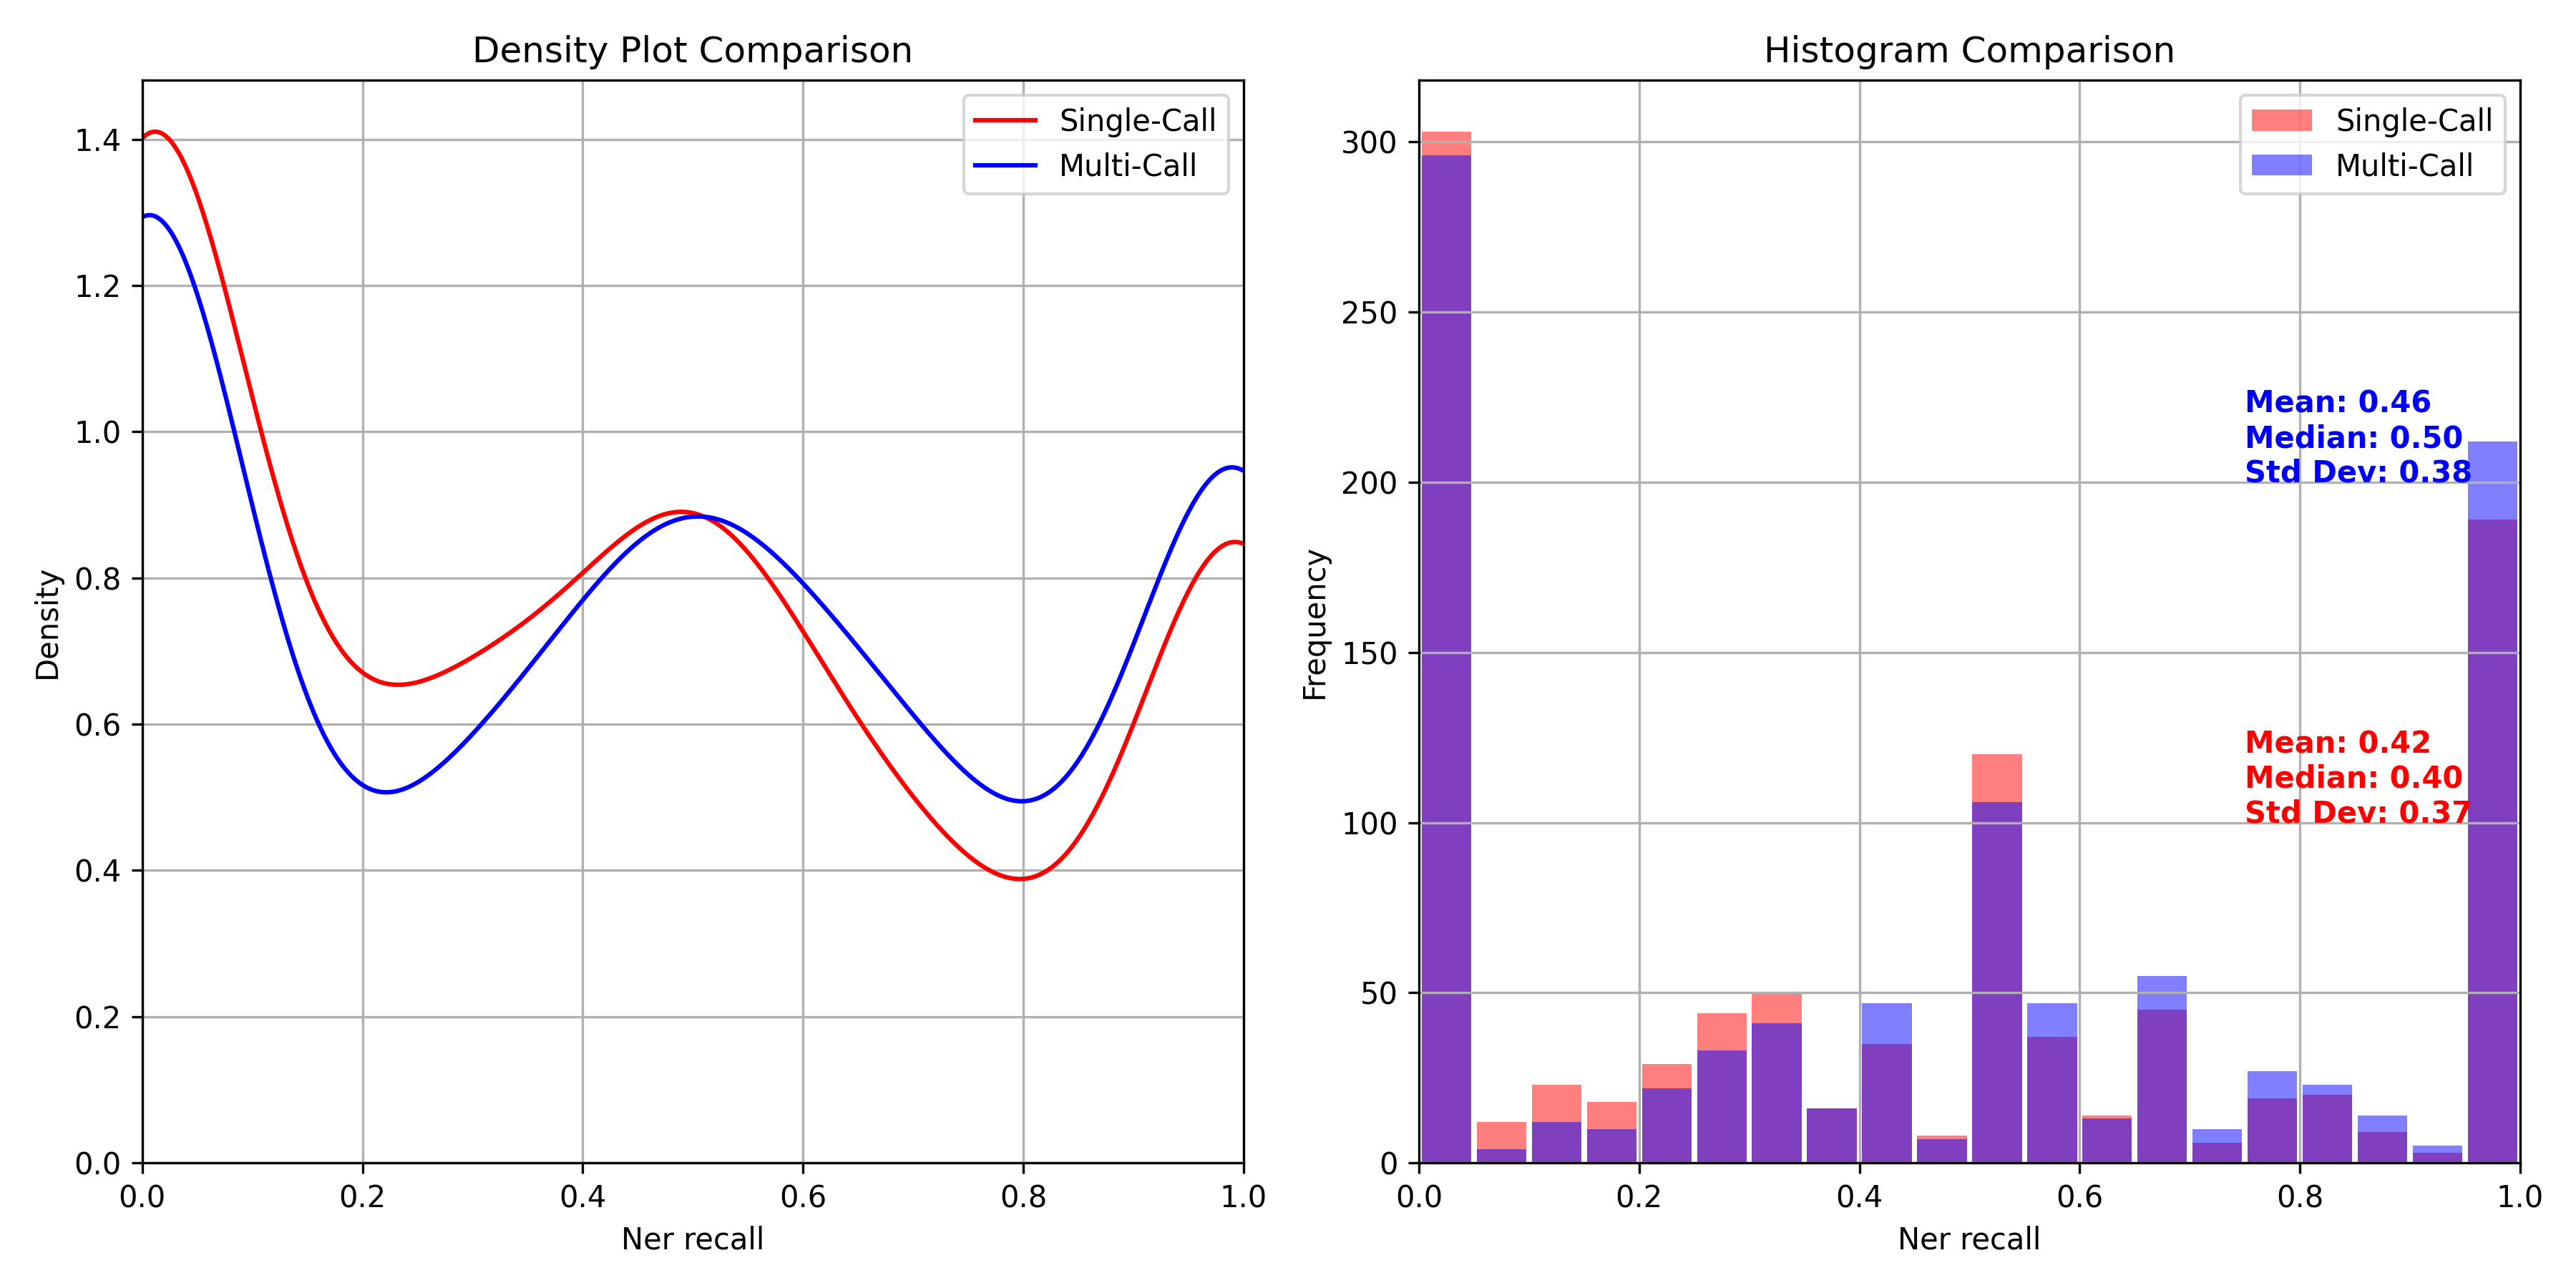 Density Plot Comparison
Single-Call
Multi-Call
1.4
1.2
1.0
0.8
0.6
0.4
0.2
0.0
Density
0.0 0.2 0.4 0.6 0.8 1.0
Ner recall
Histogram Comparison
Single-Call
Multi-Call
Mean: 0.46
Median: 0.50
Std Dev: 0.38
Mean: 0.42
Median: 0.40
Std Dev: 0.37
300
250
200
150
100
50
0
Frequency
0.0 0.2 0.4 0.6 0.8 1.0
Ner recall